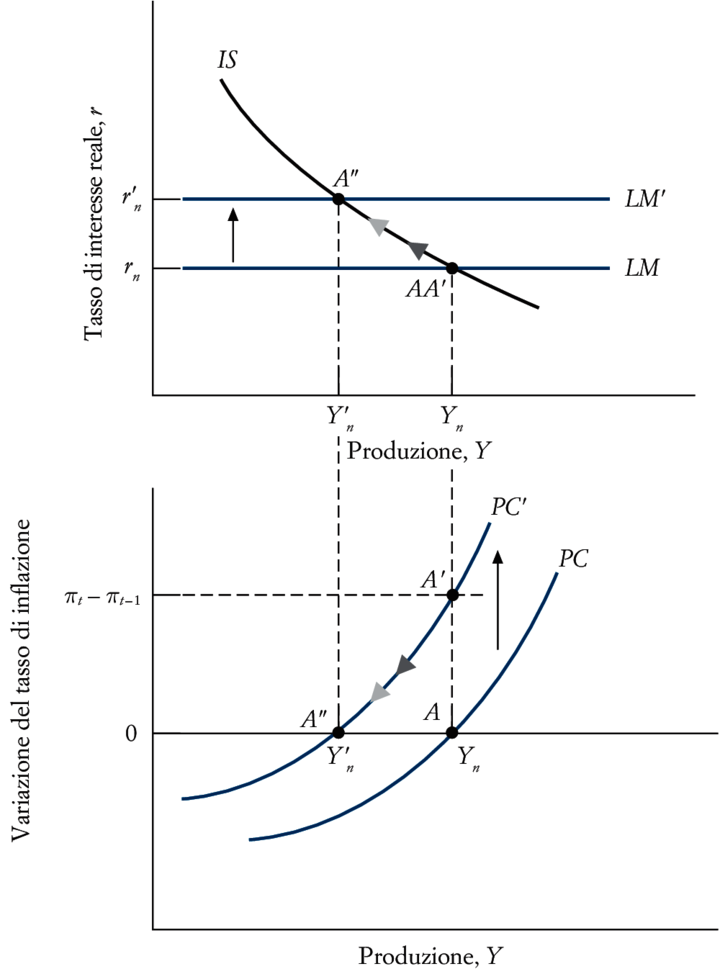 IS
Tasso di interesse reale, r
A″
r′n
LM′
rn
LM
AA′
Y′n
Yn
Produzione, Y
PC′
PC
Variazione del tasso di inflazione
A′
πt – πt–1
A″
A
0
Y′n
Yn
Produzione, Y